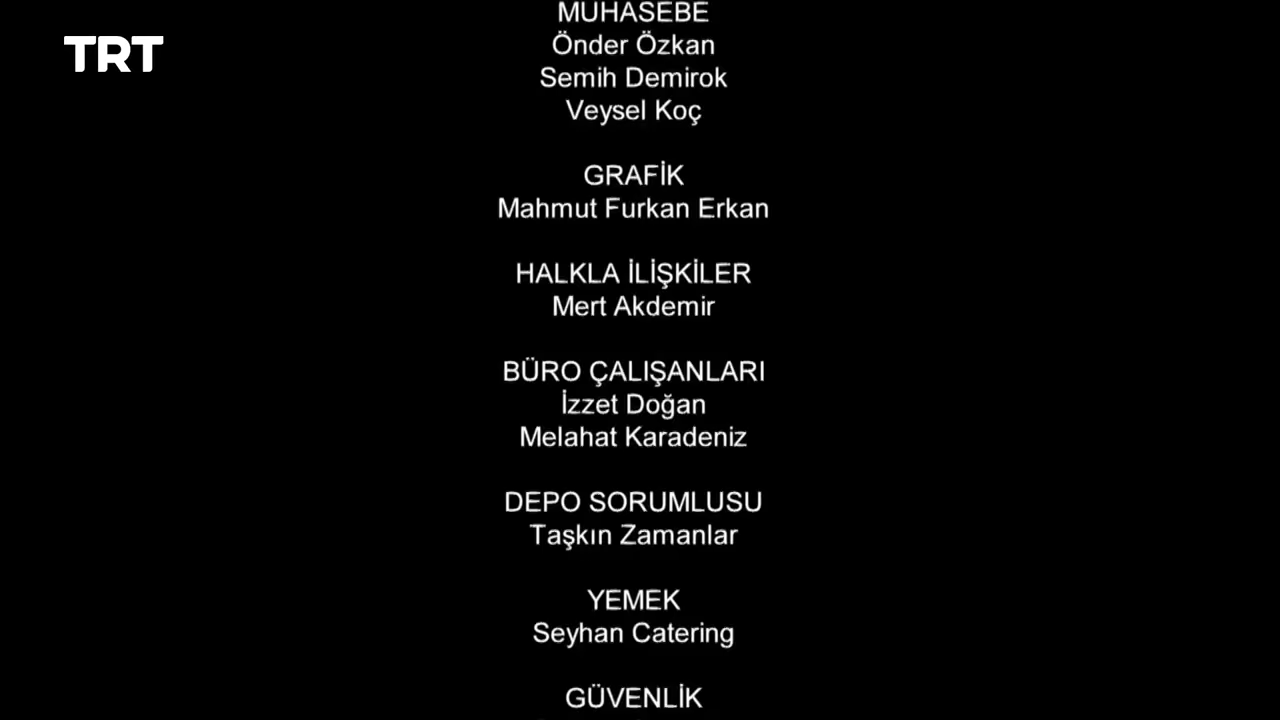 TRT
MUHASEBE
Önder Özkan
Semih Demirok
Veysel Koç
GRAFİK
Mahmut Furkan Erkan
HALKLA İLİŞKİLER
Mert Akdemir
BÜRO ÇALIŞANLARI
İzzet Doğan
Melahat Karadeniz
DEPO SORUMLUSU
Taşkın Zamanlar
YEMEK
Seyhan Catering
GÜVENLİK